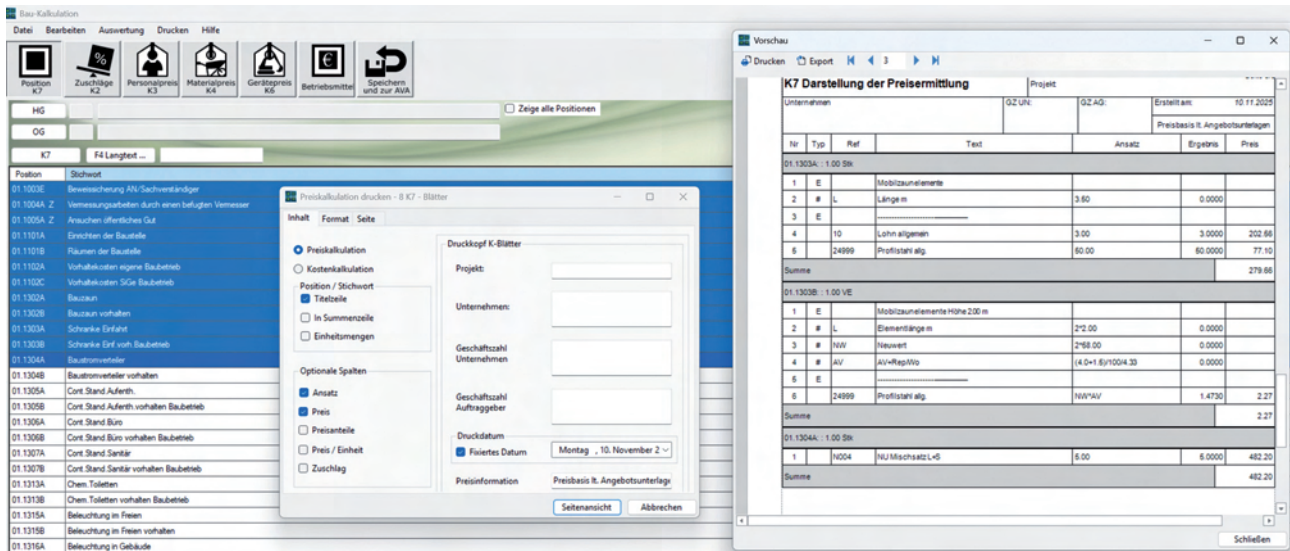 Bau-Kalkulation
Datei Bearbeiten Auswertung Drucken Hilfe
Position K7
Zuschläge K2
Personalpreis K3
Materialpreis K4
Gerätepreis K6
Betriebsmittel
Speichern und zur AVA
HG
Zeige alle Positionen
OG
K7 F4 Langtext ...
Position Stichwort
01.1003E Beweissicherung AN/Sachverständiger
01.1004A Z Vermessungsarbeiten durch einen befugten Vermesser
01.1005A Z Ansuchen öffentliches Gut
01.1101A Einrichten der Baustelle
01.1101B Räumen der Baustelle
01.1102A Vorhaltekosten eigene Baubetrieb
01.1102C Vorhaltekosten SiGe Baubetrieb
01.1302A Bauzaun
01.1302B Bauzaun vorhalten
01.1303A Schranke Einfahrt
01.1303B Schranke Einf vorh.Baubetrieb
01.1304A Baustromverteiler
01.1304B Baustromverteiler vorhalten
01.1305A Cont.Stand.Aufenth.
01.1305B Cont.Stand.Aufenth.vorhalten Baubetrieb
01.1306A Cont.Stand.Büro
01.1306B Cont.Stand.Büro vorhalten Baubetrieb
01.1307A Cont.Stand.Sanitär
01.1307B Cont.Stand.Sanitär vorhalten Baubetrieb
01.1313A Chem.Toiletten
01.1313B Chem.Toiletten vorhalten Baubetrieb
01.1315A Beleuchtung im Freien
01.1315B Beleuchtung im Freien vorhalten
01.1316A Beleuchtung in Gebäude
Preiskalkulation drucken - 8 K7 - Blätter
Inhalt Format Seite
Preiskalkulation
Kostenkalkulation
Position / Stichwort
Titelzeile
In Summenzeile
Einheitsmengen
Optionale Spalten
Ansatz
Preis
Preisanteile
Preis / Einheit
Zuschlag
Druckkopf K-Blätter
Projekt:
Unternehmen:
Geschäftszahl Unternehmen
Geschäftszahl Auftraggeber
Druckdatum
Fixiertes Datum Montag , 10. November 2
Preisinformation Preisbasis lt. Angebotsunterlage
Seitenansicht Abbrechen
Vorschau
Drucken Export 3
K7 Darstellung der Preisermittlung Projekt:
Unternehmen GZ UN: GZ AG: Erstellt am: 10.11.2025
Preisbasis lt. Angebotsunterlagen
Nr Typ Ref Text Ansatz Ergebnis Preis
01.1303A: : 1.00 Stk
1 E Mobilzaunelemente
2 # L Länge m 3.50 0.0000
3 E ----------------------------
4 10 Lohn allgemein 3.00 3.0000 202.56
5 24999 Profilstahl allg. 50.00 50.0000 77.10
Summe 279.66
01.1303B: : 1.00 VE
1 E Mobilzaunelemente Höhe 2.00 m
2 # L Elementlänge m 2*2.00 0.0000
3 # NW Neuwert 2*68.00 0.0000
4 # AV AV+Rep/Wo (4.0+1.6)/100/4.33 0.0000
5 E ----------------------------
6 24999 Profilstahl allg. NW*AV 1.4730 2.27
Summe 2.27
01.1304A: : 1.00 Stk
1 N004 NU Mischsatz L+S 5.00 5.0000 482.20
Summe 482.20
Schließen